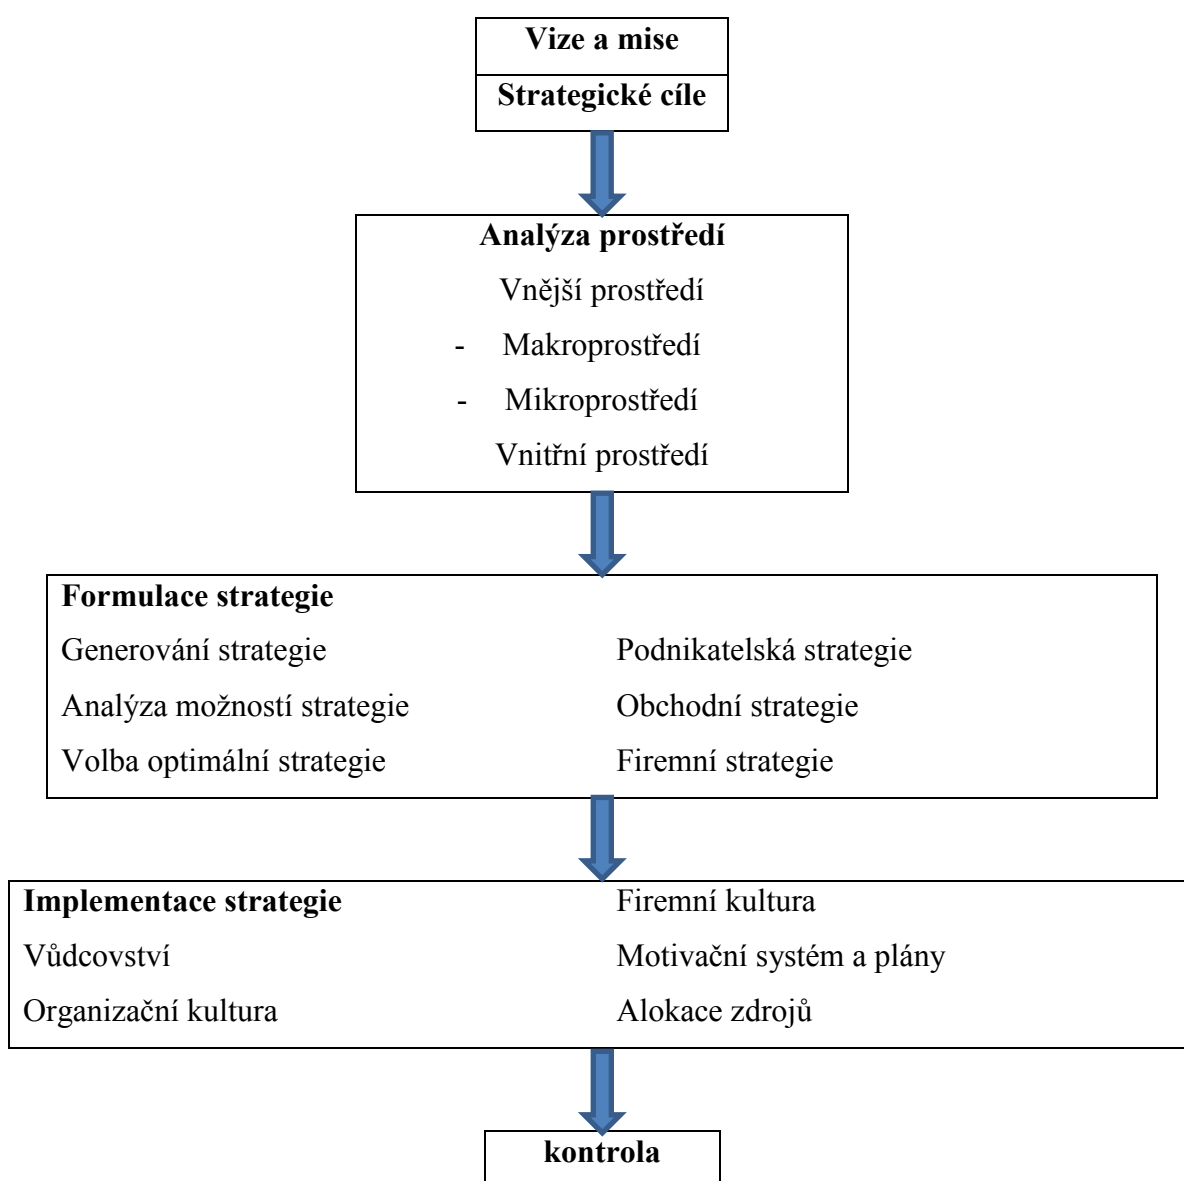 Vize a mise
Strategické cíle
Analýza prostředí
Vnější prostředí
- Makroprostředí
- Mikroprostředí
Vnitřní prostředí
Formulace strategie
Generování strategie Podnikatelská strategie
Analýza možností strategie Obchodní strategie
Volba optimální strategie Firemní strategie
Implementace strategie Firemní kultura
Vůdcovství Motivační systém a plány
Organizační kultura Alokace zdrojů
kontrola